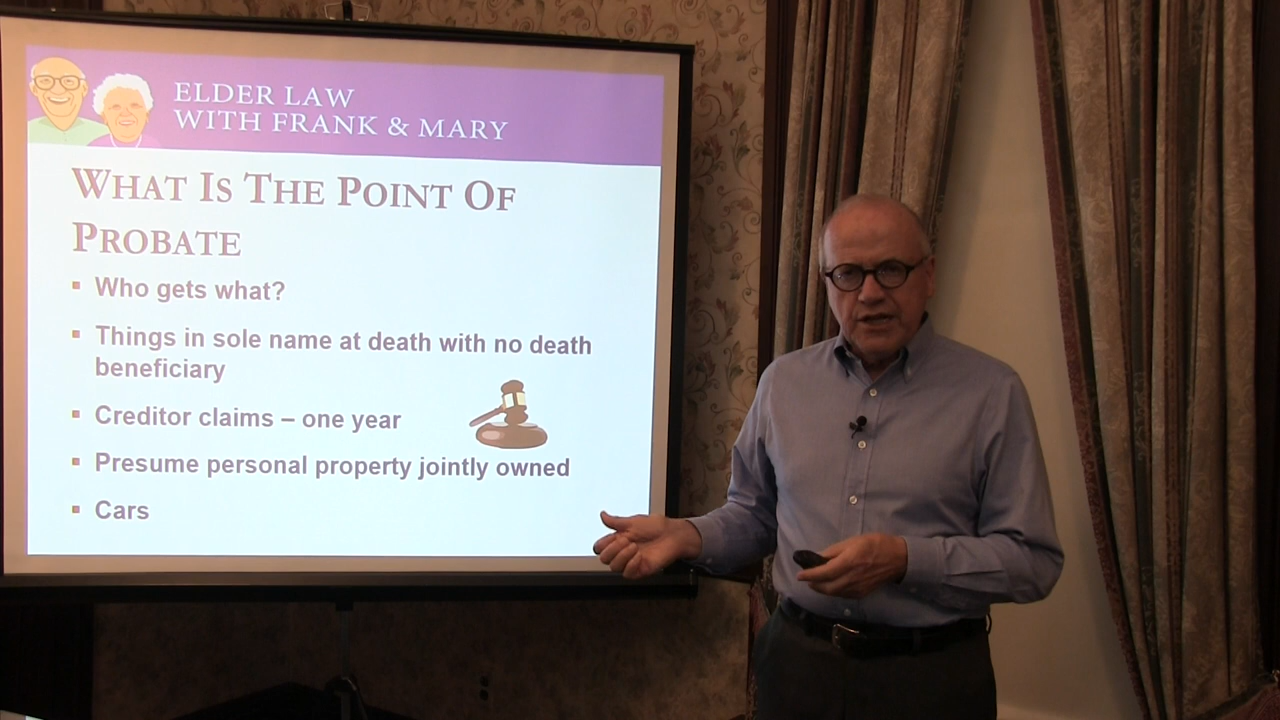 ELDER LAW
WITH FRANK & MARY
WHAT IS THE POINT OF
PROBATE
Who gets what?
Things in sole name at death with no death
beneficiary
Creditor claims – one year
Presume personal property jointly owned
Cars